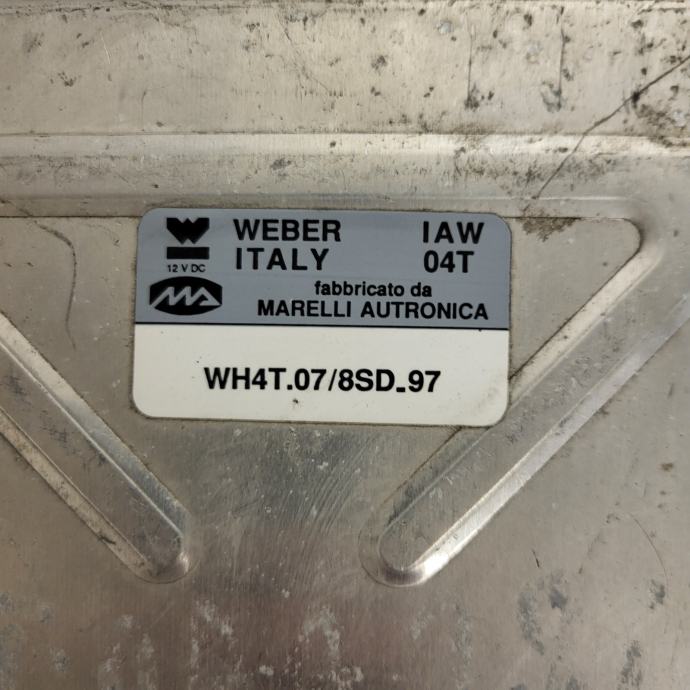 WEBER IAW
ITALY 04T
12 V DC
fabbricato da
MARELLI AUTRONICA
WH4T.07/8SD_97